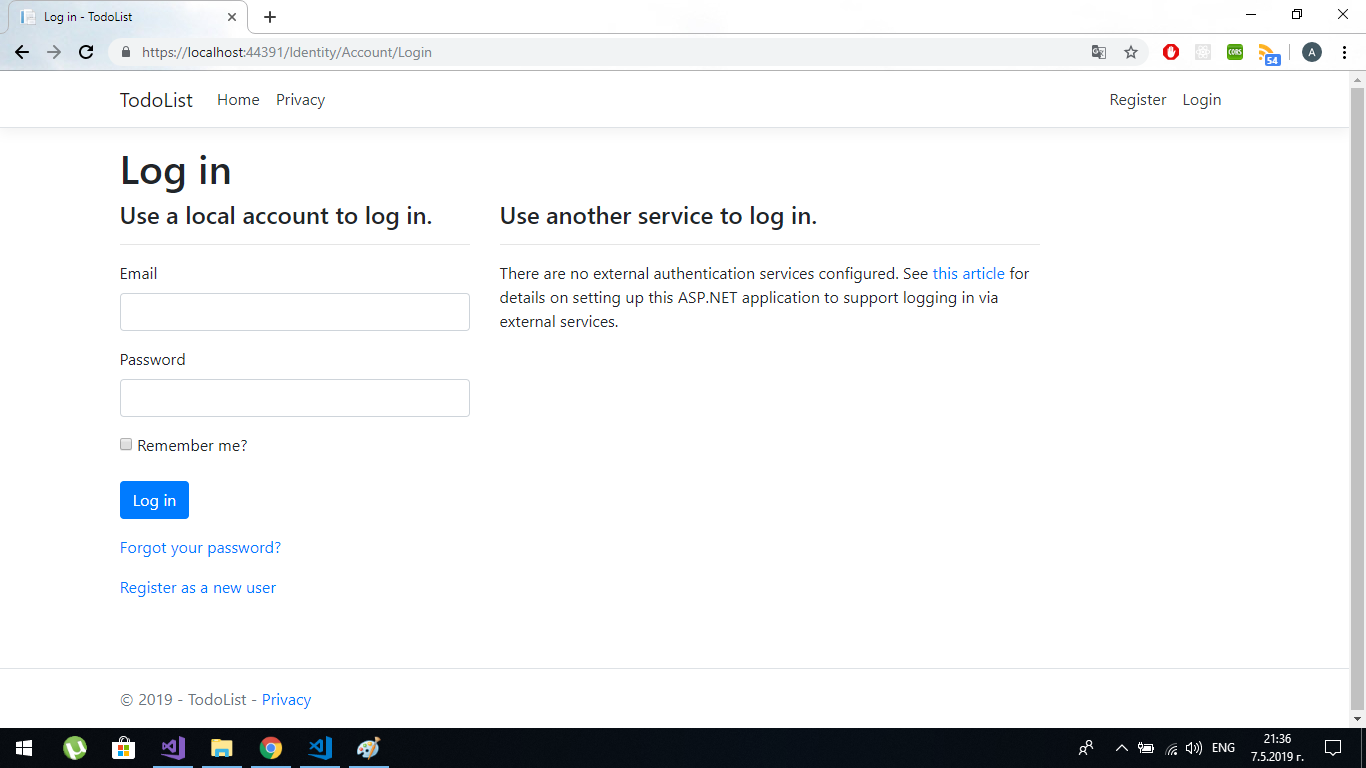 Log in - TodoList
https://localhost:44391/Identity/Account/Login
CORS
54
A
TodoList Home Privacy Register Login
Log in
Use a local account to log in.
Use another service to log in.
Email
There are no external authentication services configured. See this article for
details on setting up this ASP.NET application to support logging in via
external services.
Password
Remember me?
Log in
Forgot your password?
Register as a new user
© 2019 - TodoList - Privacy
ЕНГ
21:36
7.5.2019 г.